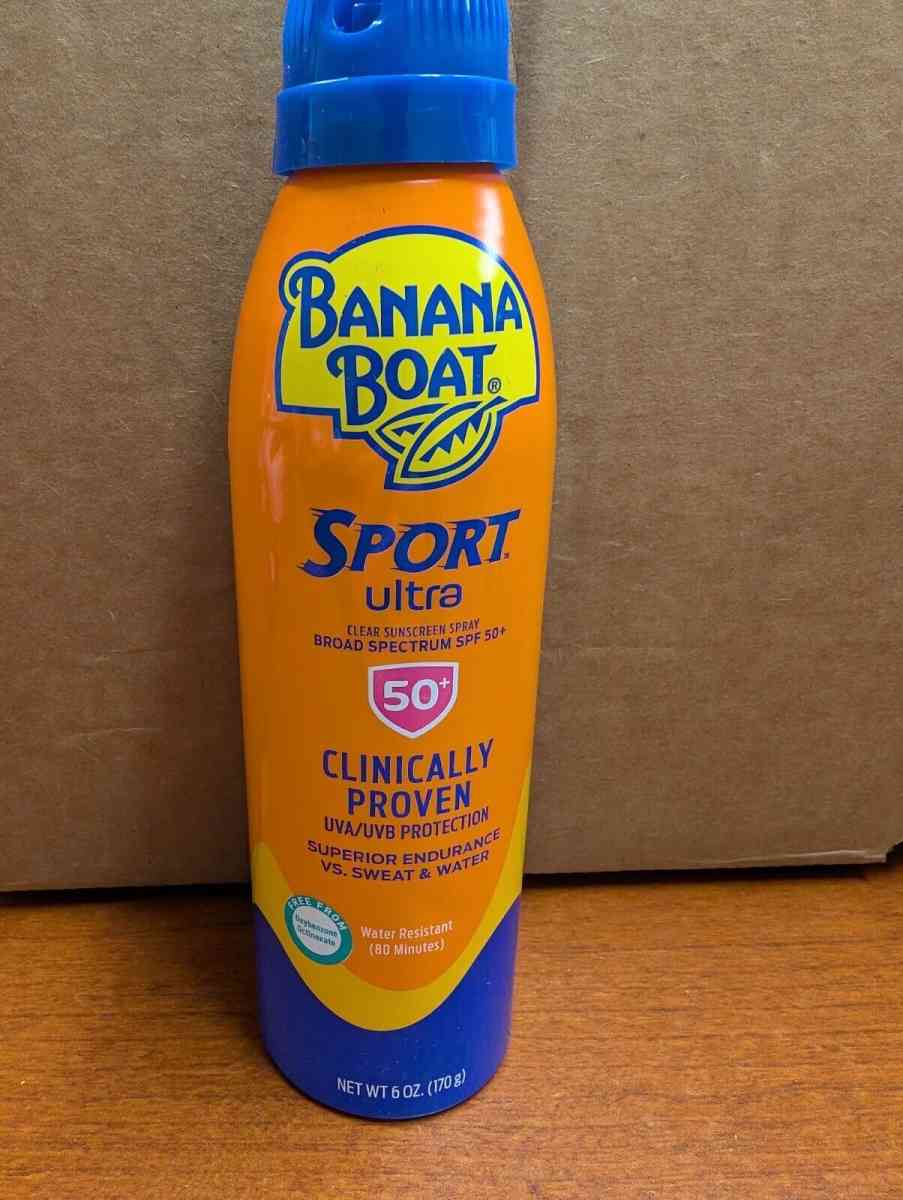 BANANA
BOAT®
SPORT™
ultra
CLEAR SUNSCREEN SPRAY
BROAD SPECTRUM SPF 50+
50+
CLINICALLY
PROVEN
UVA/UVB PROTECTION
SUPERIOR ENDURANCE
VS. SWEAT & WATER
FREE FROM
Oxybenzone
Octinoxate
Water Resistant
(80 Minutes)
NET WT 6 OZ. (170 g)